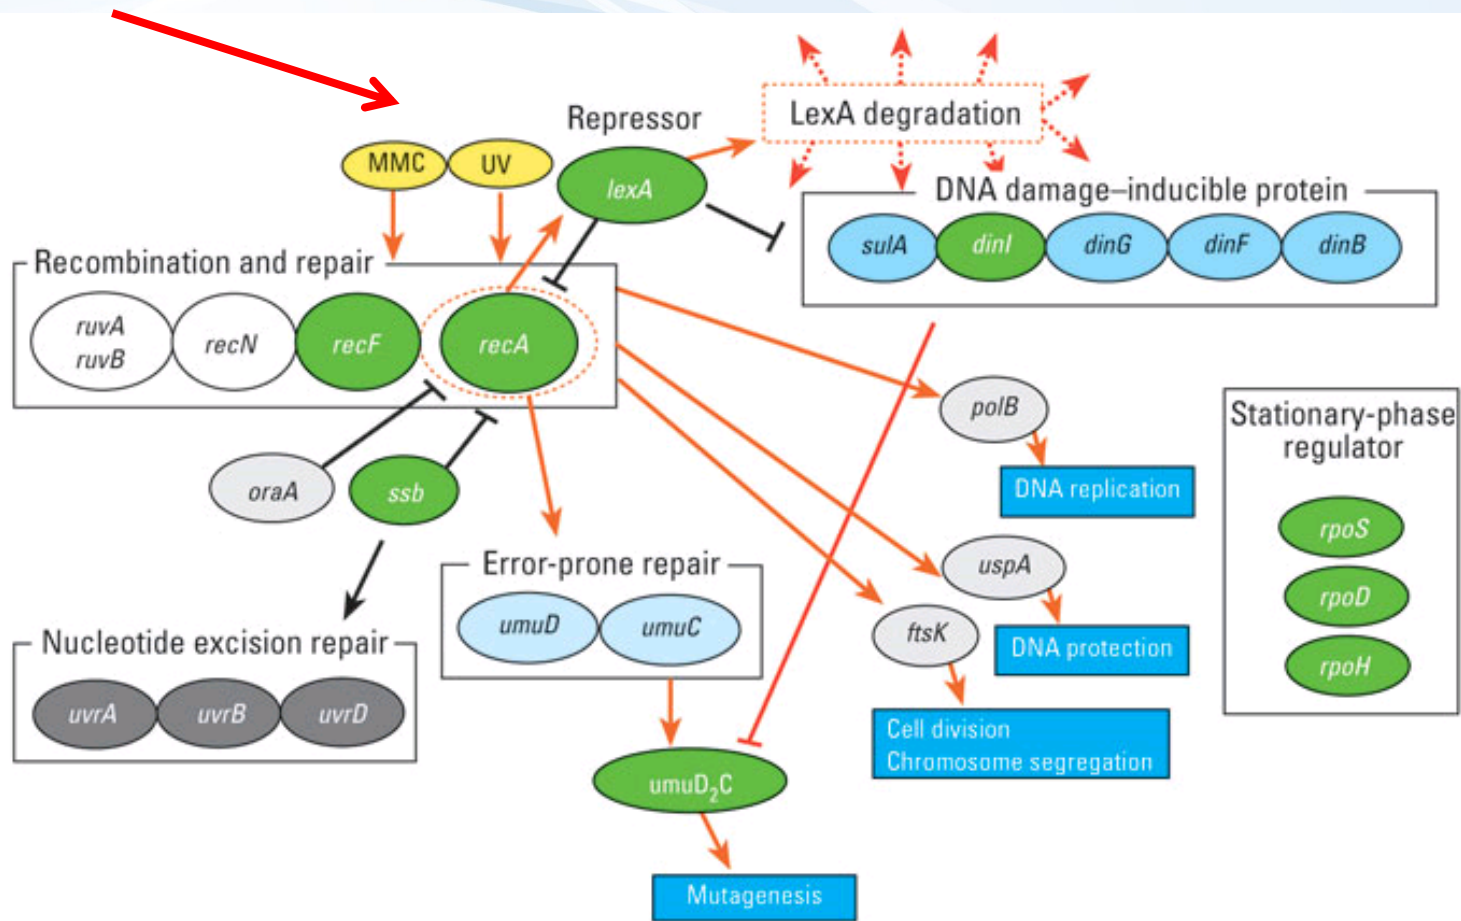 LexA degradation
Repressor
MMC
UV
lexA
DNA damage–inducible protein
sulA
dinI
dinG
dinF
dinB
Recombination and repair
ruvA
ruvB
recN
recF
recA
polB
DNA replication
Stationary-phase
regulator
oraA
ssb
rpoS
Error-prone repair
uspA
rpoD
umuD
umuC
ftsK
DNA protection
rpoH
Nucleotide excision repair
uvrA
uvrB
uvrD
Cell division
Chromosome segregation
umuD₂C
Mutagenesis